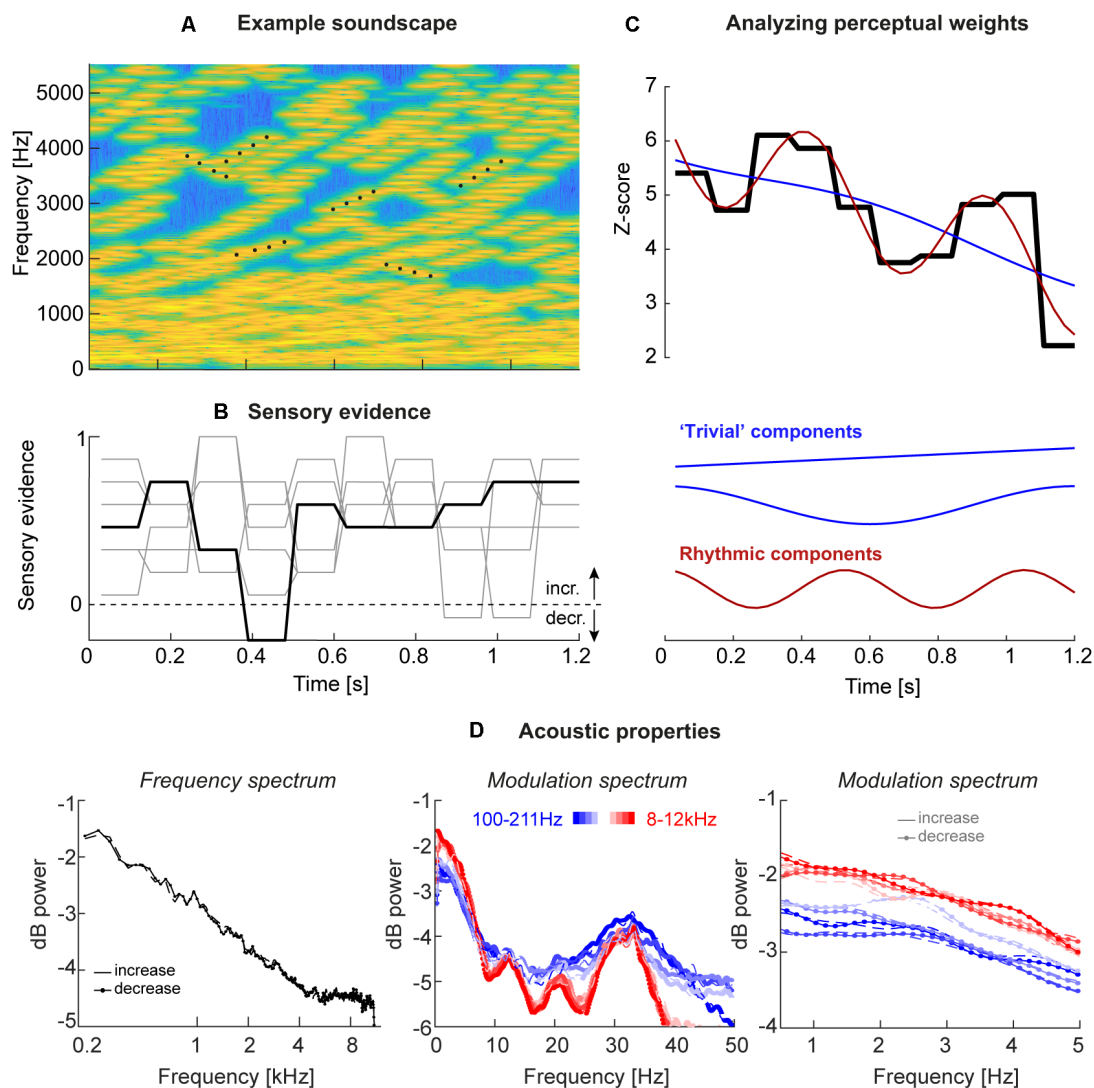 A Example soundscape
5000
4000
3000
2000
1000
0
Frequency [Hz]
B Sensory evidence
1
0
Sensory evidence
incr.
decr.
0 0.2 0.4 0.6 0.8 1 1.2
Time [s]
C Analyzing perceptual weights
7
6
5
4
3
2
Z-score
‘Trivial’ components
Rhythmic components
0 0.2 0.4 0.6 0.8 1 1.2
Time [s]
D Acoustic properties
Frequency spectrum
-1
-2
-3
-4
-5
dB power
increase
decrease
0.2 1 2 4 8
Frequency [kHz]
Modulation spectrum
-1
-2
-3
-4
-5
-6
dB power
100-211Hz 8-12kHz
0 10 20 30 40 50
Frequency [Hz]
Modulation spectrum
-1
-2
-3
-4
dB power
increase
decrease
1 2 3 4 5
Frequency [Hz]